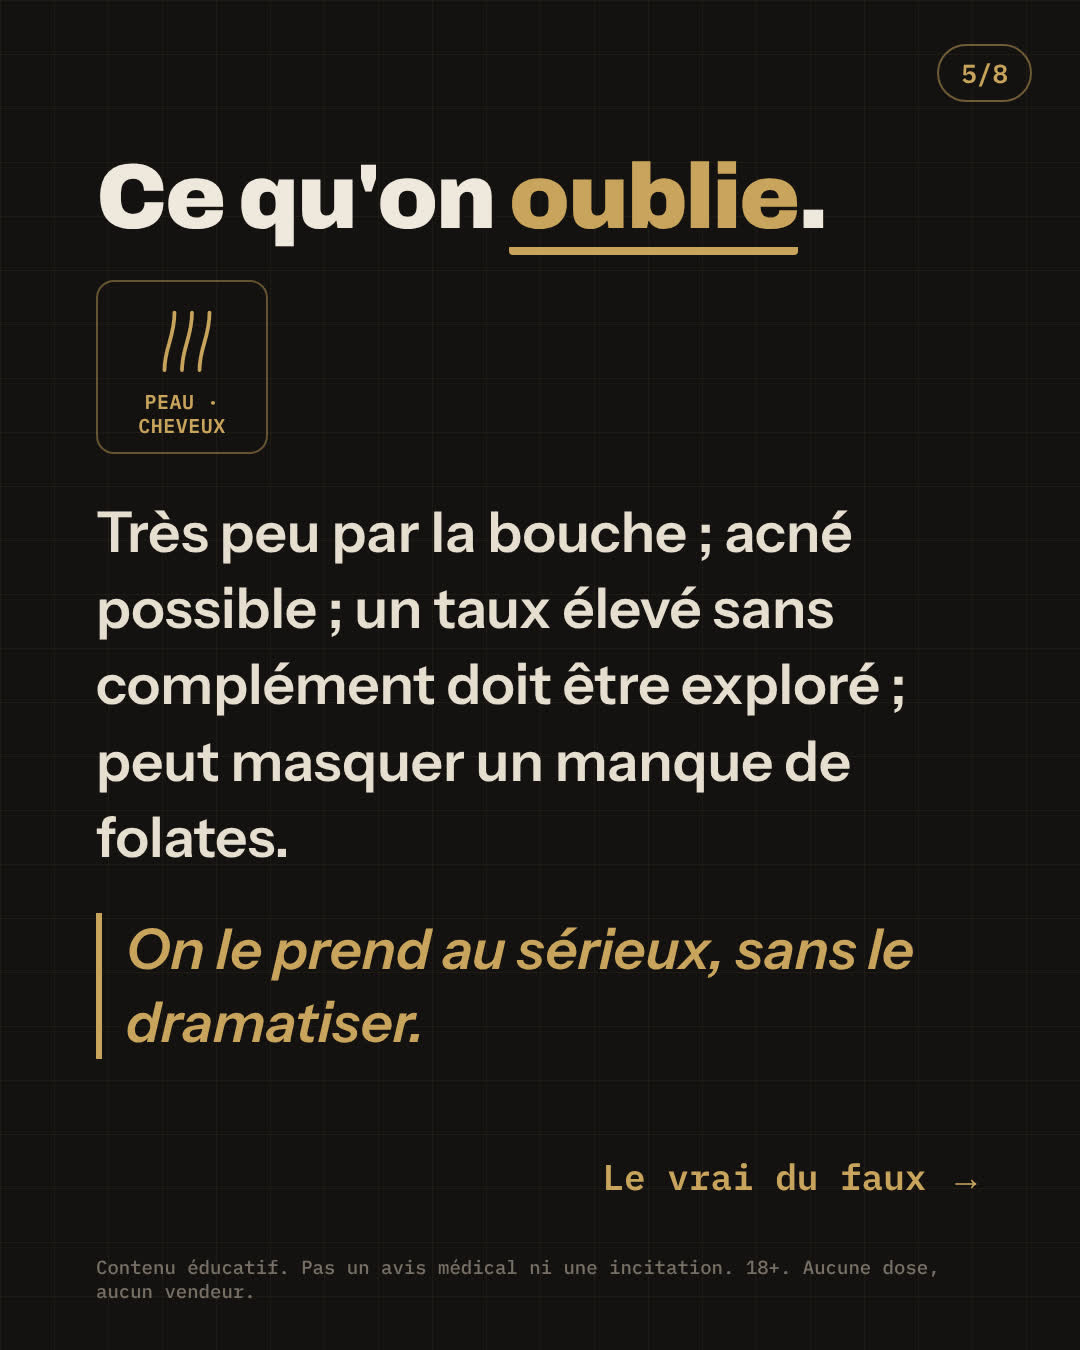 5/8
Ce qu'on oublie.
PEAU ·
CHEVEUX
Très peu par la bouche ; acné
possible ; un taux élevé sans
complément doit être exploré ;
peut masquer un manque de
folates.
On le prend au sérieux, sans le
dramatiser.
Le vrai du faux →
Contenu éducatif. Pas un avis médical ni une incitation. 18+. Aucune dose,
aucun vendeur.